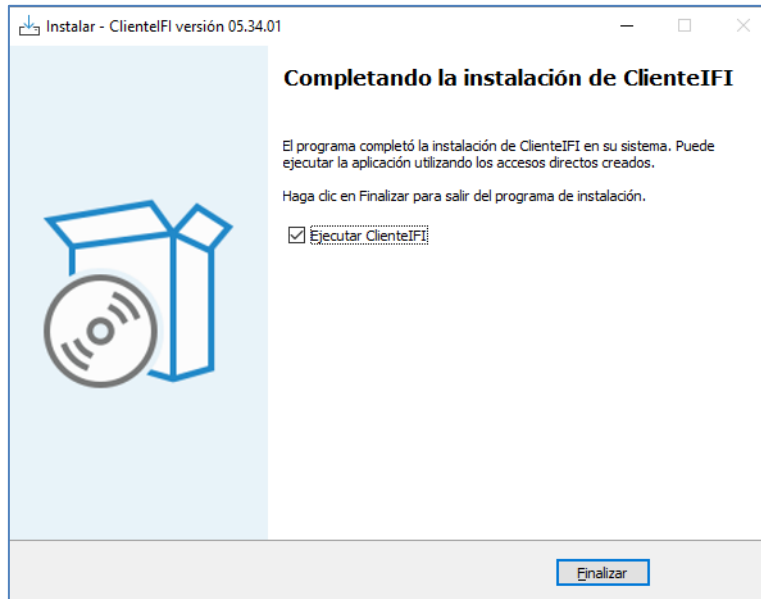 Instalar - ClienteIFI versión 05.34.01
Completando la instalación de ClienteIFI
El programa completó la instalación de ClienteIFI en su sistema. Puede
ejecutar la aplicación utilizando los accesos directos creados.
Haga clic en Finalizar para salir del programa de instalación.
Ejecutar ClienteIFI
Finalizar